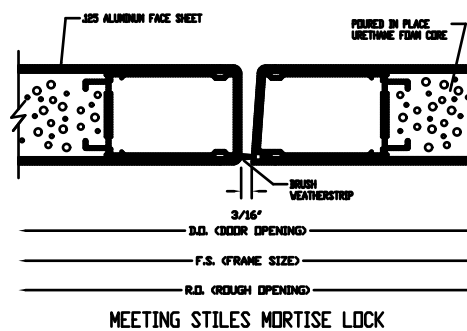 .125 ALUMINUM FACE SHEET
POURED IN PLACE
URETHANE FOAM CORE
BRUSH
WEATHERSTRIP
3/16"
D.O. (DOOR OPENING)
F.S. (FRAME SIZE)
R.O. (ROUGH OPENING)
MEETING STILES MORTISE LOCK